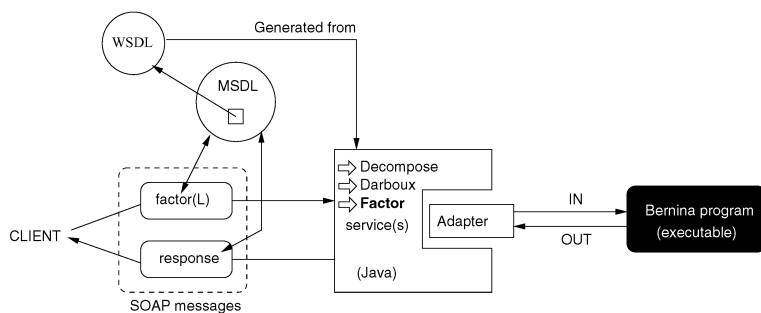 Generated from
WSDL
MSDL
Decompose
Darboux
Factor
service(s)
(Java)
factor(L)
response
CLIENT
SOAP messages
Adapter
IN
OUT
Bernina program
(executable)